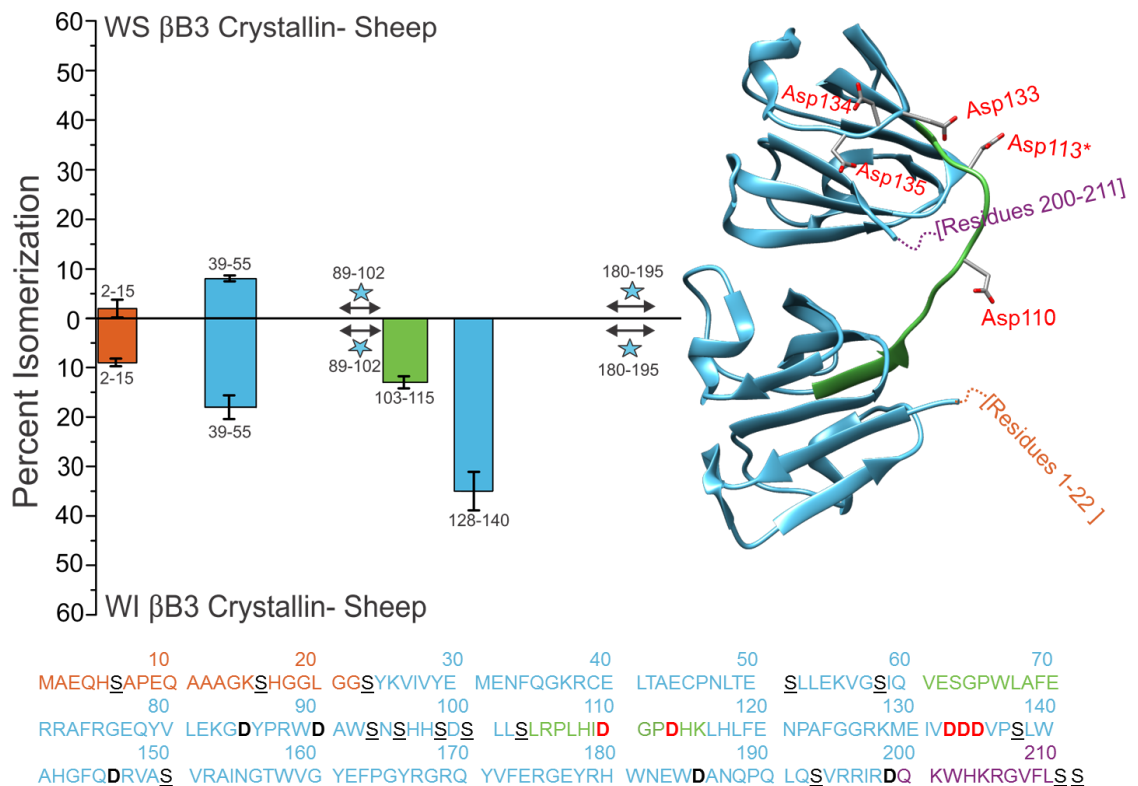 WS βB3 Crystallin- Sheep
Percent Isomerization
60
50
40
30
20
10
0
10
20
30
40
50
60
2-15
39-55
89-102
180-195
2-15
39-55
89-102
103-115
128-140
180-195
WI βB3 Crystallin- Sheep
Asp134
Asp133
Asp113*
Asp135
[Residues 200-211]
Asp110
[Residues 1-22 ]
10 20 30 40 50 60 70
MAEQHSAPEQ AAAGKSHGGL GGSYKVIVYE MENFQGKRCE LTAECPNLTE SLLEKVGSIQ VESGPWLAFE
80 90 100 110 120 130 140
RRAFRGEQYV LEKGDYPRWD AWSNSHHSDS LLSLRPLHID GPDHKLHLFE NPAFGGRKME IVDDDVPSLW
150 160 170 180 190 200 210
AHGFQDRVAS VRAINGTWVG YEFPGYRGRQ YVFERGEYRH WNEWDANQPQ LQSVRRIRDQ KWHKRGVFLSS